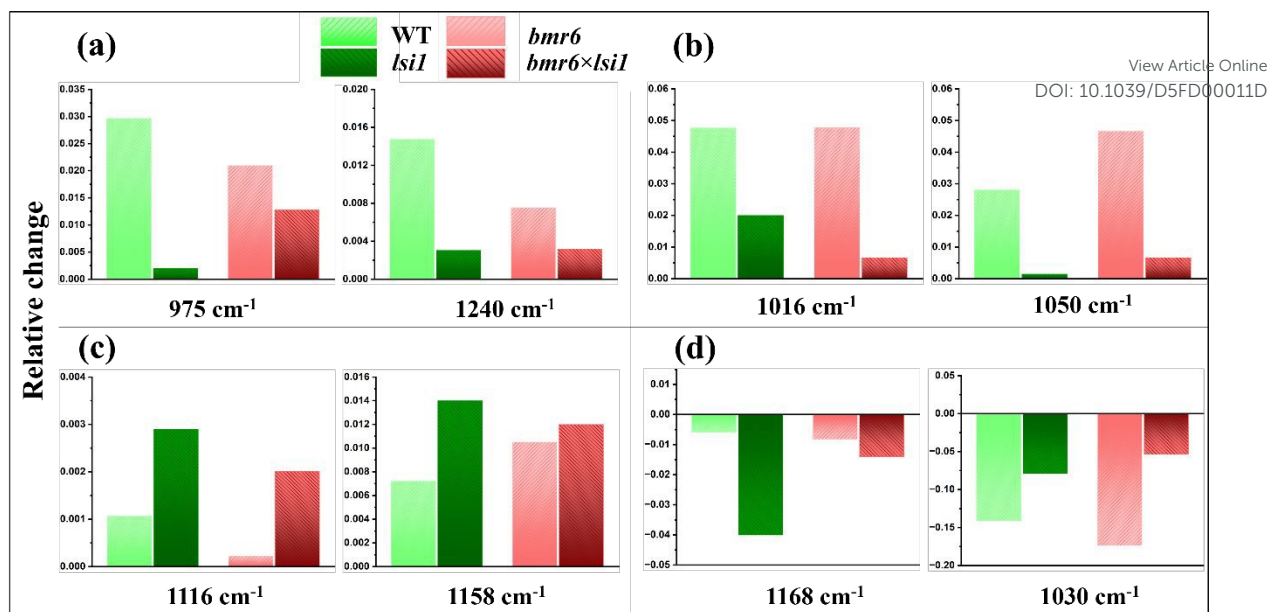 (a)
WT
bmr6
lsi1
bmr6×lsi1
(b)
View Article Online
DOI: 10.1039/D5FD00011D
Relative change
0.035
0.030
0.025
0.020
0.015
0.010
0.005
0.000
975 cm⁻¹
0.020
0.016
0.012
0.008
0.004
0.000
1240 cm⁻¹
0.06
0.05
0.04
0.03
0.02
0.01
0.00
1016 cm⁻¹
0.06
0.05
0.04
0.03
0.02
0.01
0.00
1050 cm⁻¹
(c)
0.004
0.003
0.002
0.001
0.000
1116 cm⁻¹
0.016
0.014
0.012
0.010
0.008
0.006
0.004
0.002
0.000
1158 cm⁻¹
(d)
0.01
0.00
−0.01
−0.02
−0.03
−0.04
−0.05
1168 cm⁻¹
0.05
0.00
−0.05
−0.10
−0.15
−0.20
1030 cm⁻¹